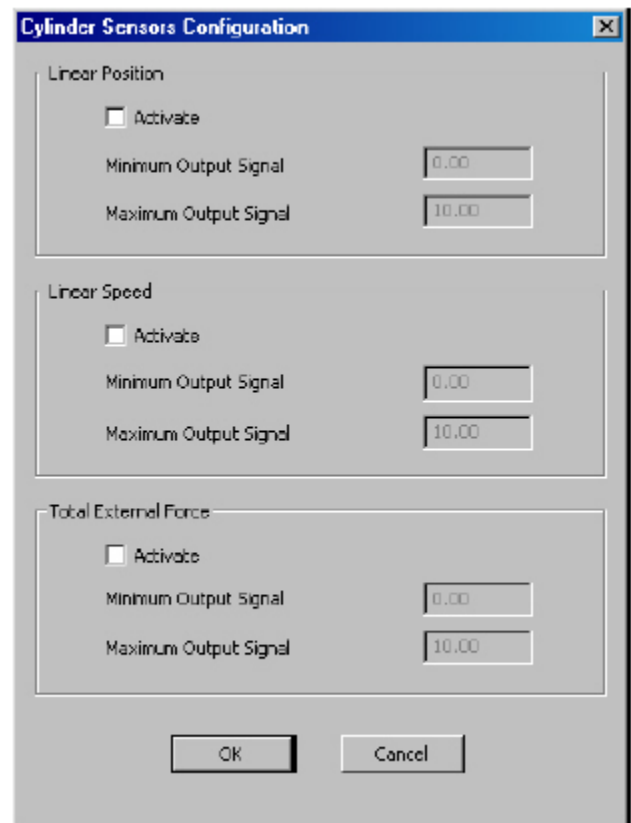 Cylinder Sensors Configuration
Linear Position
Activate
Minimum Output Signal 0.00
Maximum Output Signal 10.00
Linear Speed
Activate
Minimum Output Signal 0.00
Maximum Output Signal 10.00
Total External Force
Activate
Minimum Output Signal 0.00
Maximum Output Signal 10.00
OK Cancel